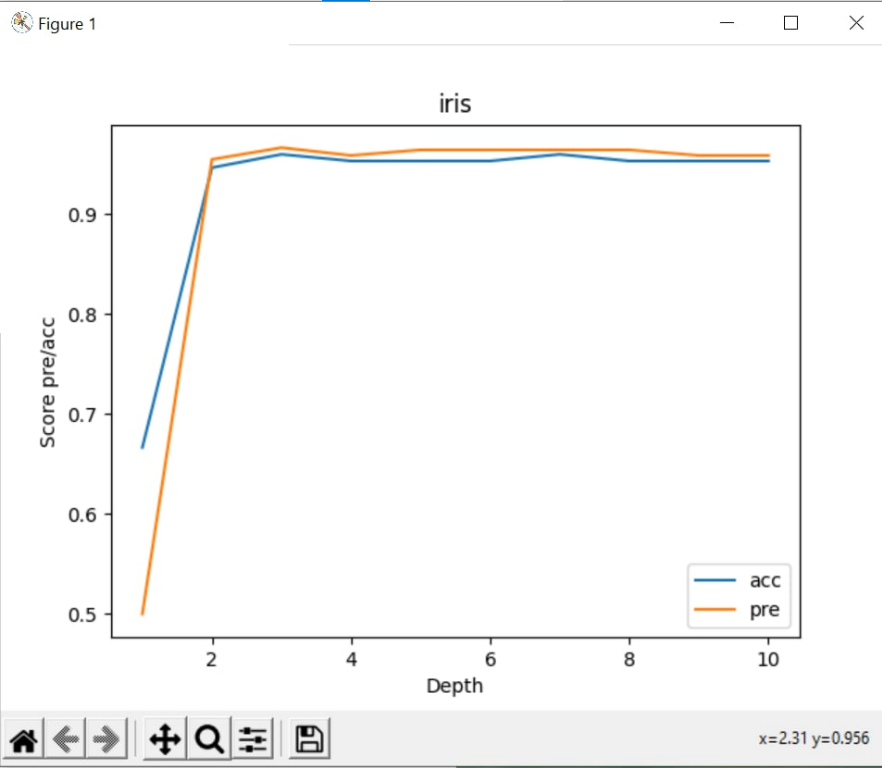 Figure 1
iris
0.9
0.8
0.7
0.6
0.5
Score pre/acc
acc
pre
2 4 6 8 10
Depth
x=2.31 y=0.956